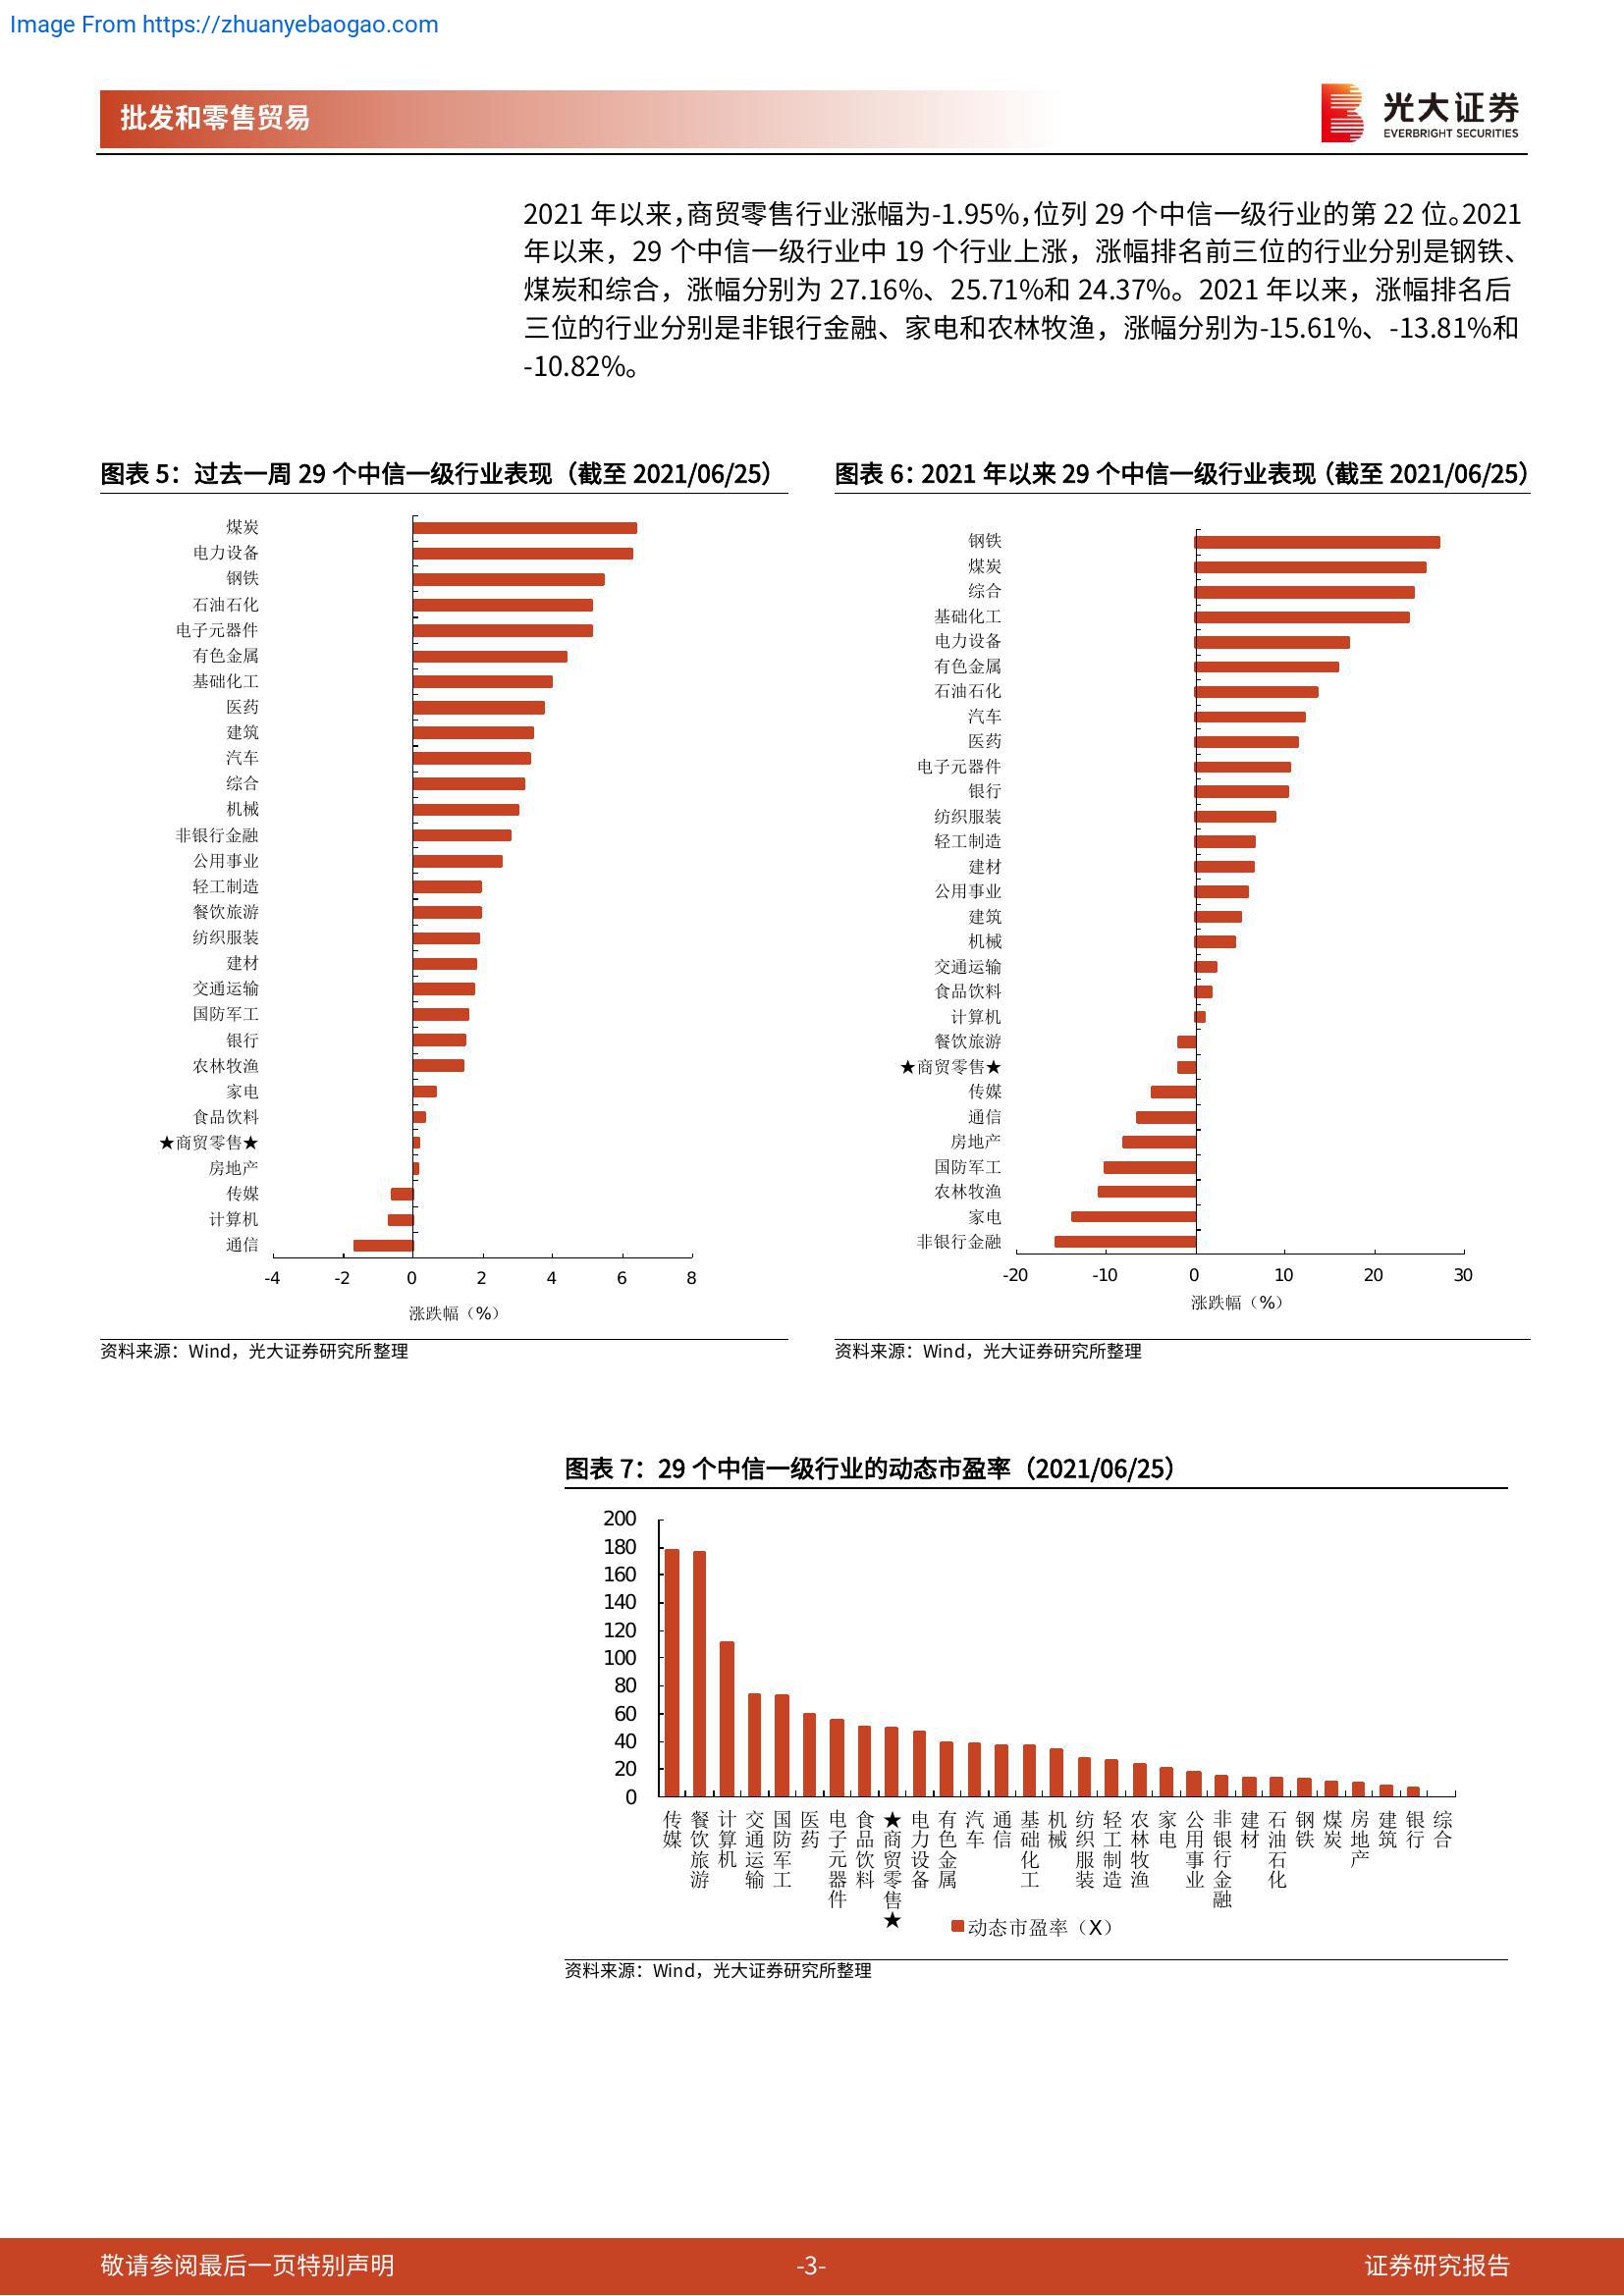 Image From https://zhuanyebaogao.com
批发和零售贸易
光大证券
EVERBRIGHT SECURITIES
2021 年以来，商贸零售行业涨幅为-1.95%，位列 29 个中信一级行业的第 22 位。2021
年以来，29 个中信一级行业中 19 个行业上涨，涨幅排名前三位的行业分别是钢铁、
煤炭和综合，涨幅分别为 27.16%、25.71%和 24.37%。2021 年以来，涨幅排名后
三位的行业分别是非银行金融、家电和农林牧渔，涨幅分别为-15.61%、-13.81%和
-10.82%。
图表 5：过去一周 29 个中信一级行业表现（截至 2021/06/25）
煤炭
电力设备
钢铁
石油石化
电子元器件
有色金属
基础化工
医药
建筑
汽车
综合
机械
非银行金融
公用事业
轻工制造
餐饮旅游
纺织服装
建材
交通运输
国防军工
银行
农林牧渔
家电
食品饮料
★商贸零售★
房地产
传媒
计算机
通信
-4 -2 0 2 4 6 8
涨跌幅（%）
资料来源：Wind，光大证券研究所整理
图表 6：2021 年以来 29 个中信一级行业表现（截至 2021/06/25）
钢铁
煤炭
综合
基础化工
电力设备
有色金属
石油石化
汽车
医药
电子元器件
银行
纺织服装
轻工制造
建材
公用事业
建筑
机械
交通运输
食品饮料
计算机
餐饮旅游
★商贸零售★
传媒
通信
房地产
国防军工
农林牧渔
家电
非银行金融
-20 -10 0 10 20 30
涨跌幅（%）
资料来源：Wind，光大证券研究所整理
图表 7：29 个中信一级行业的动态市盈率（2021/06/25）
200
180
160
140
120
100
80
60
40
20
0
传媒
餐饮旅游
计算机
交通运输
国防军工
医药
电子元器件
食品饮料
★商贸零售★
电力设备
有色金属
汽车
通信
基础化工
机械
纺织服装
轻工制造
农林牧渔
家电
公用事业
非银行金融
建材
石油石化
钢铁
煤炭
房地产
建筑
银行
综合
动态市盈率（X）
资料来源：Wind，光大证券研究所整理
敬请参阅最后一页特别声明
-3-
证券研究报告